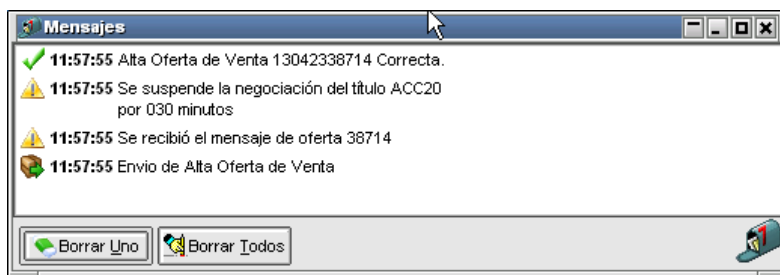 Mensajes
11:57:55 Alta Oferta de Venta 13042338714 Correcta.
11:57:55 Se suspende la negociación del título ACC20
por 030 minutos
11:57:55 Se recibió el mensaje de oferta 38714
11:57:55 Envio de Alta Oferta de Venta
Borrar Uno Borrar Todos